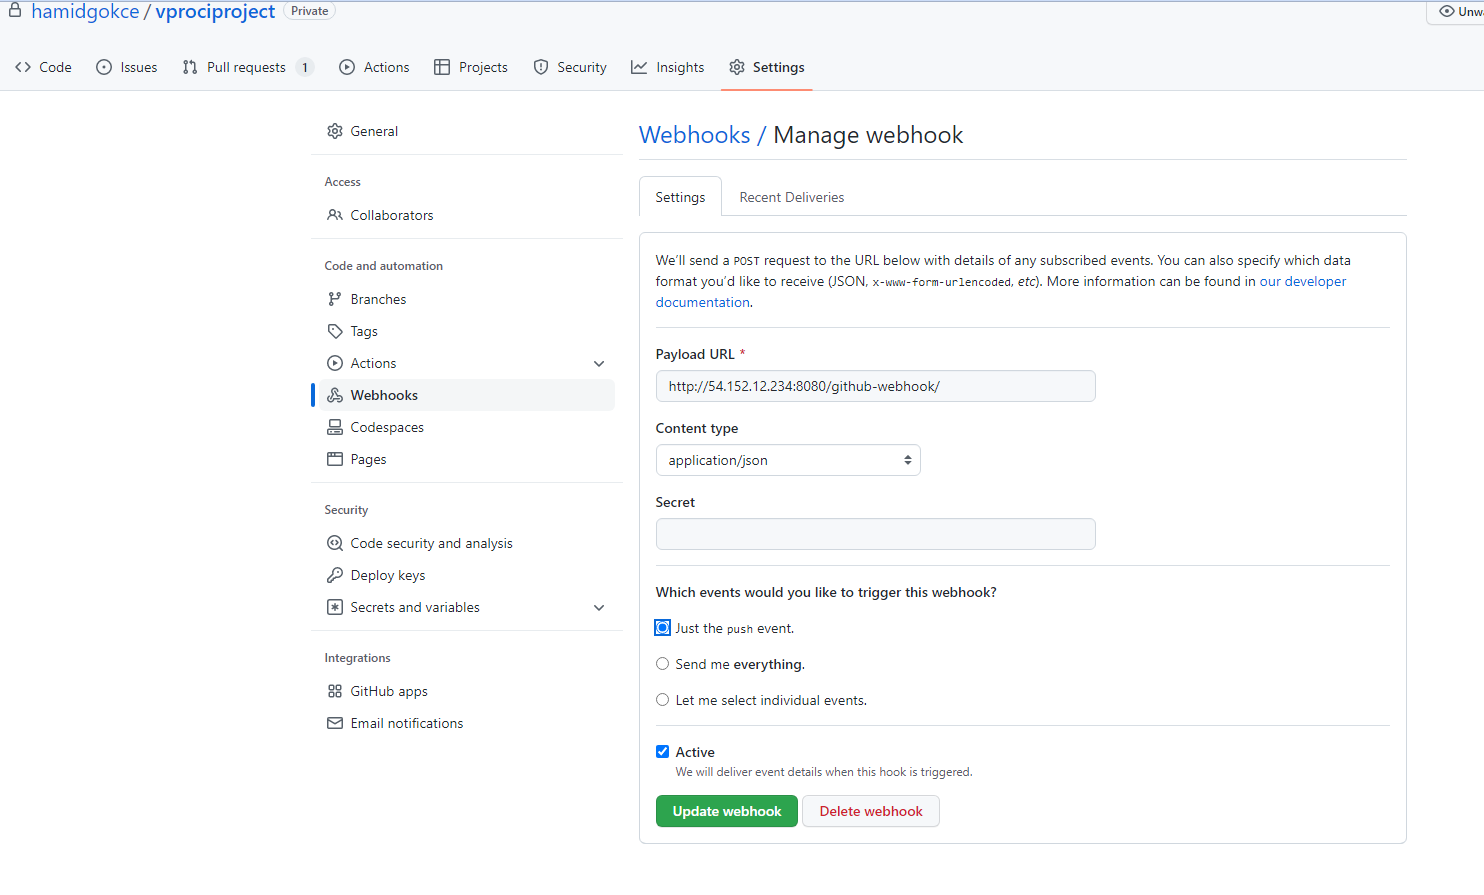 hamidgokce / vprociproject Private
Unwa
Code Issues Pull requests 1 Actions Projects Security Insights Settings
General
Access
Collaborators
Code and automation
Branches
Tags
Actions
Webhooks
Codespaces
Pages
Security
Code security and analysis
Deploy keys
Secrets and variables
Integrations
GitHub apps
Email notifications
Webhooks / Manage webhook
Settings Recent Deliveries
We'll send a POST request to the URL below with details of any subscribed events. You can also specify which data
format you'd like to receive (JSON, x-www-form-urlencoded, etc). More information can be found in our developer
documentation.
Payload URL *
http://54.152.12.234:8080/github-webhook/
Content type
application/json
Secret
Which events would you like to trigger this webhook?
Just the push event.
Send me everything.
Let me select individual events.
Active
We will deliver event details when this hook is triggered.
Update webhook Delete webhook